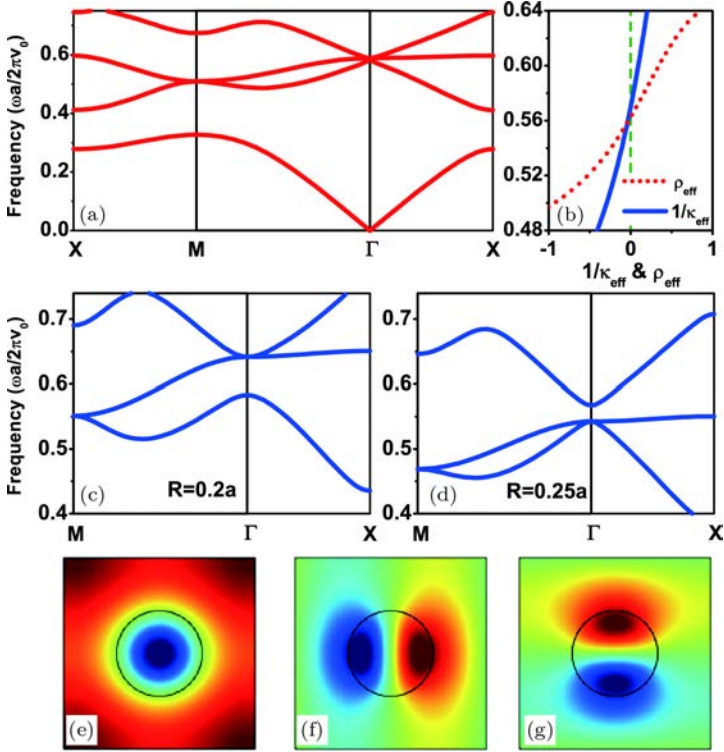 Frequency (ωa/2πv₀)
0.6
0.4
0.2
0.0
(a)
X
M
Γ
X
0.64
0.60
0.56
0.52
0.48
(b)
ρeff
1/κeff
-1
0
1
1/κeff & ρeff
Frequency (ωa/2πv₀)
0.7
0.6
0.5
0.4
(c)
R=0.2a
M
Γ
X
0.7
0.6
0.5
0.4
(d)
R=0.25a
M
Γ
X
(e)
(f)
(g)